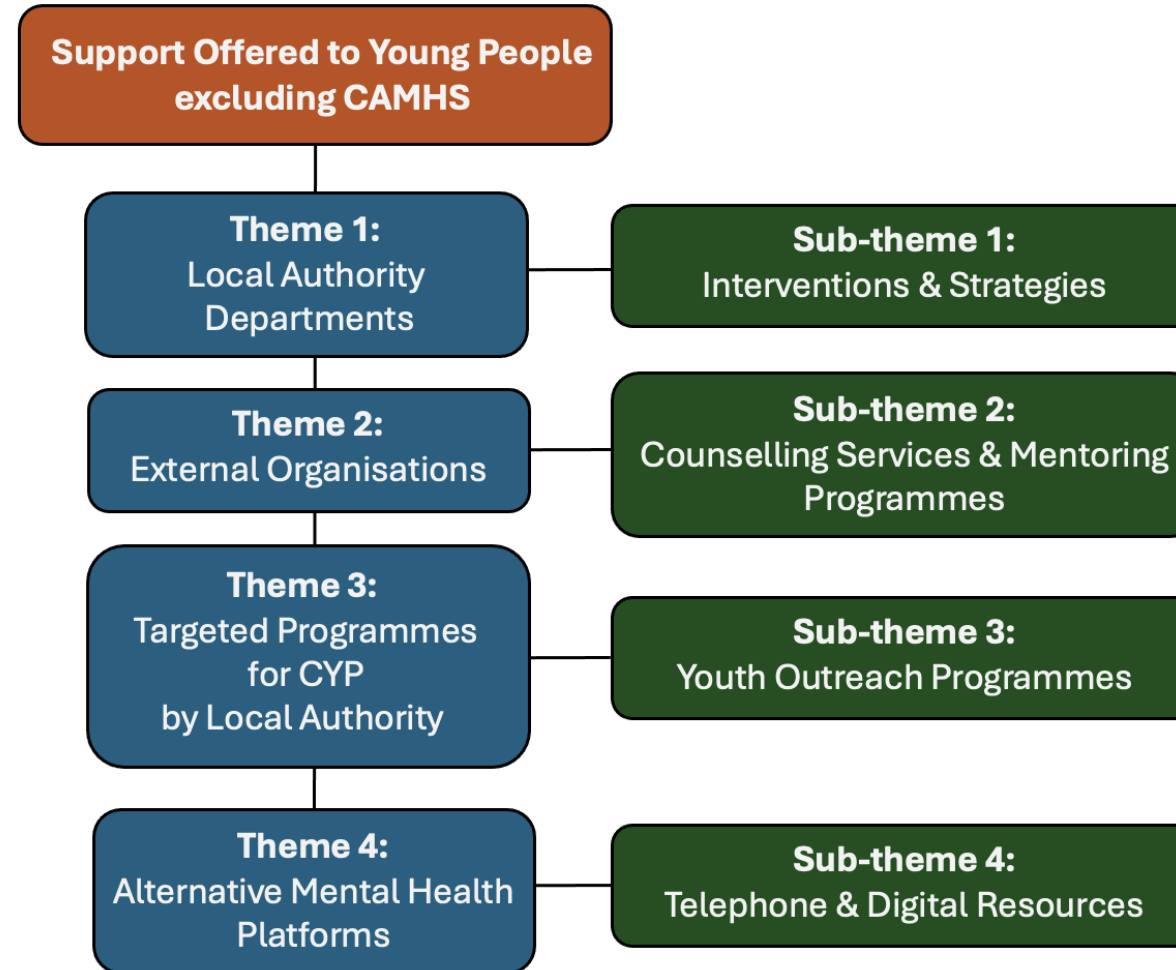 Support Offered to Young People
excluding CAMHS
Theme 1:
Local Authority
Departments
Sub-theme 1:
Interventions & Strategies
Theme 2:
External Organisations
Sub-theme 2:
Counselling Services & Mentoring
Programmes
Theme 3:
Targeted Programmes
for CYP
by Local Authority
Sub-theme 3:
Youth Outreach Programmes
Theme 4:
Alternative Mental Health
Platforms
Sub-theme 4:
Telephone & Digital Resources